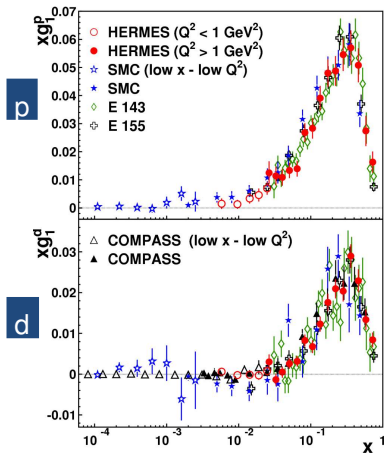 xg₁ᵖ
0.07
0.06
0.05
0.04
0.03
0.02
0.01
0
HERMES (Q² < 1 GeV²)
HERMES (Q² > 1 GeV²)
SMC (low x - low Q²)
SMC
E 143
E 155
p
xg₁ᵈ
0.03
0.02
0.01
0
-0.01
COMPASS (low x - low Q²)
COMPASS
d
10⁻⁴ 10⁻³ 10⁻² 10⁻¹ 1
x